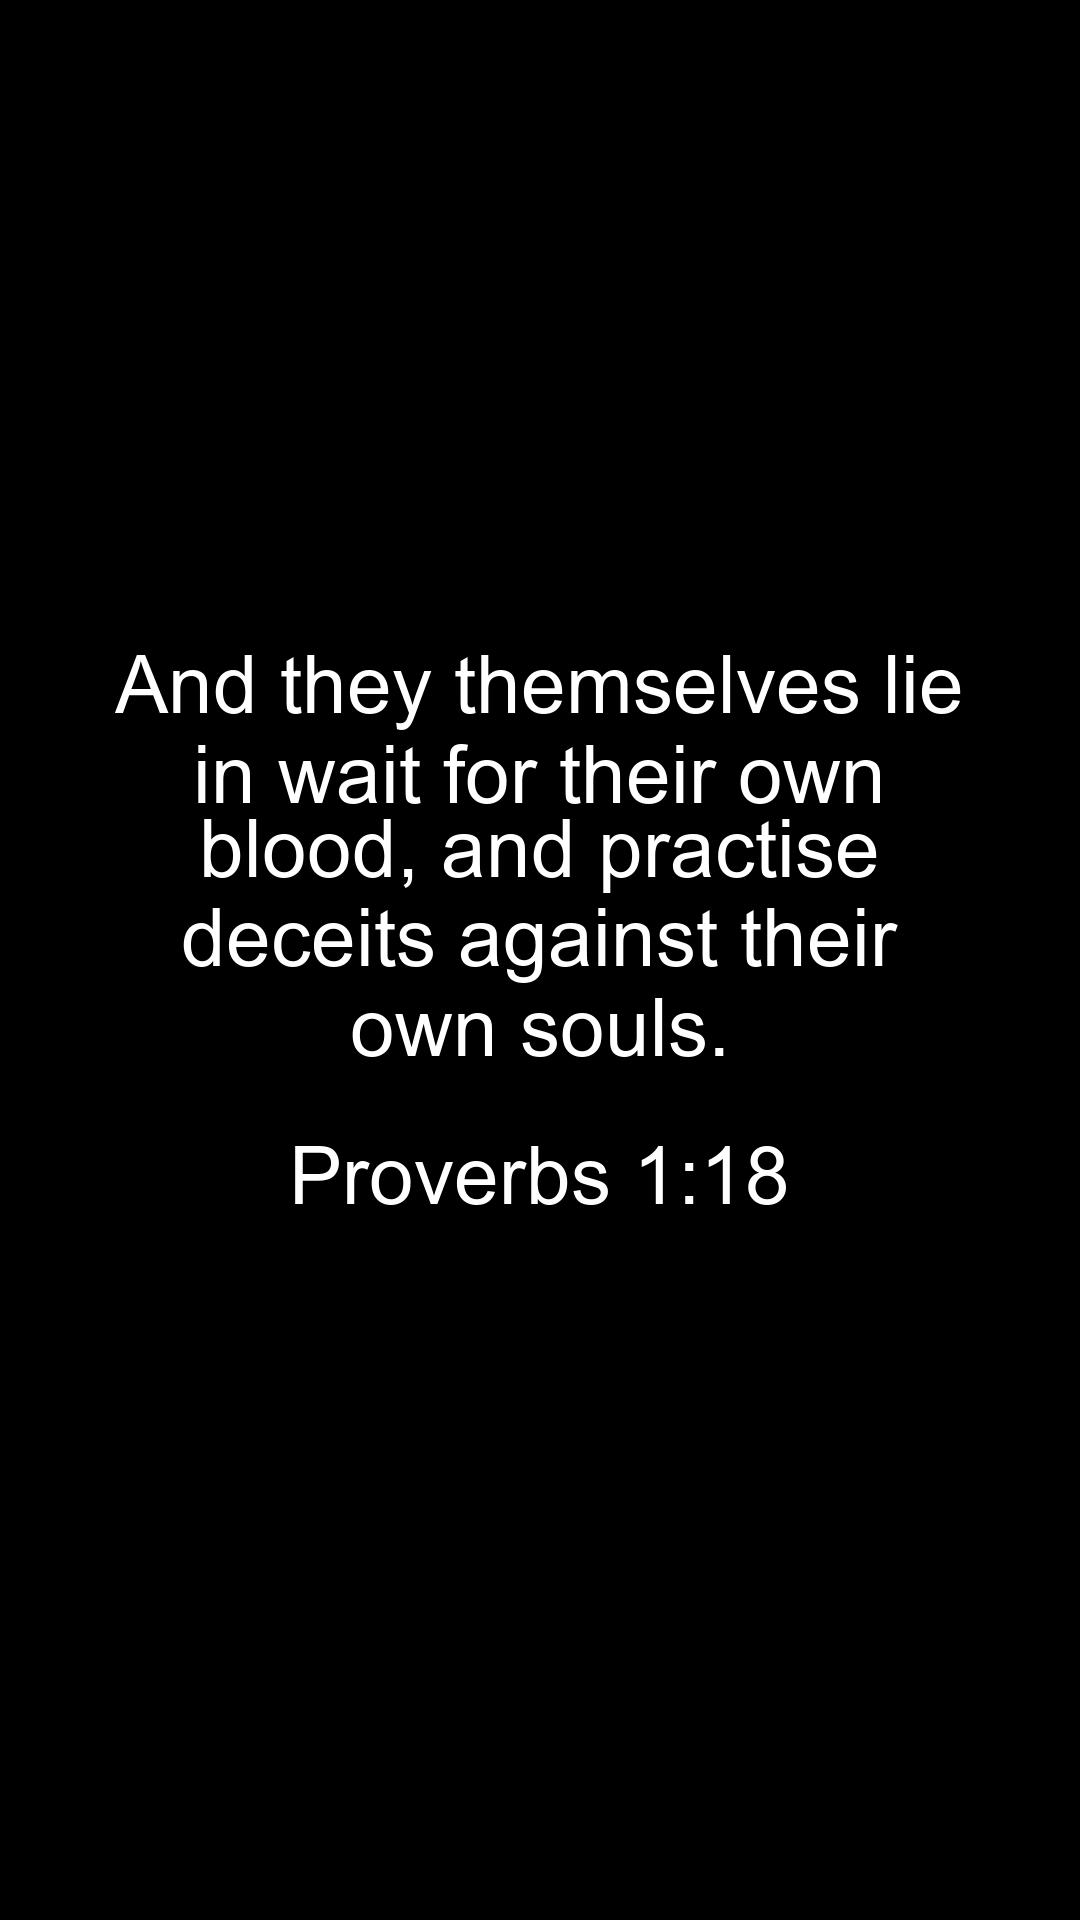 And they themselves lie
in wait for their own
blood, and practise
deceits against their
own souls.
Proverbs 1:18